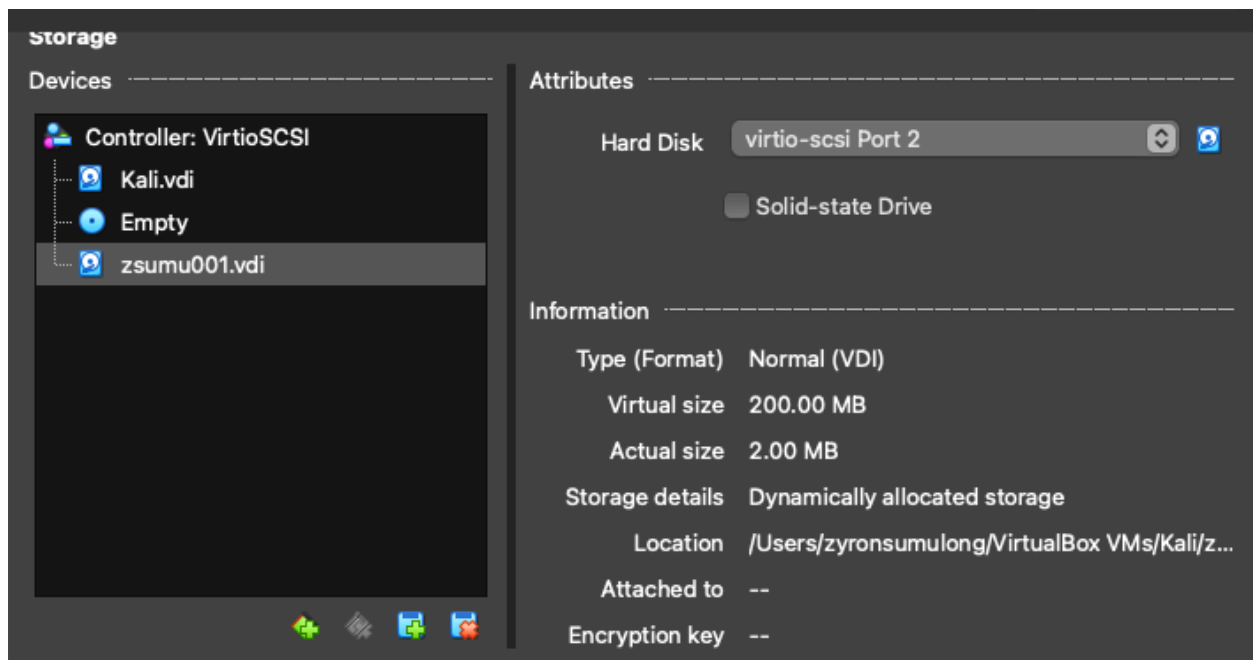 Storage
Devices
Controller: VirtioSCSI
Kali.vdi
Empty
zsumu001.vdi
Attributes
Hard Disk virtio-scsi Port 2
Solid-state Drive
Information
Type (Format) Normal (VDI)
Virtual size 200.00 MB
Actual size 2.00 MB
Storage details Dynamically allocated storage
Location /Users/zyronsumulong/VirtualBox VMs/Kali/z...
Attached to --
Encryption key --